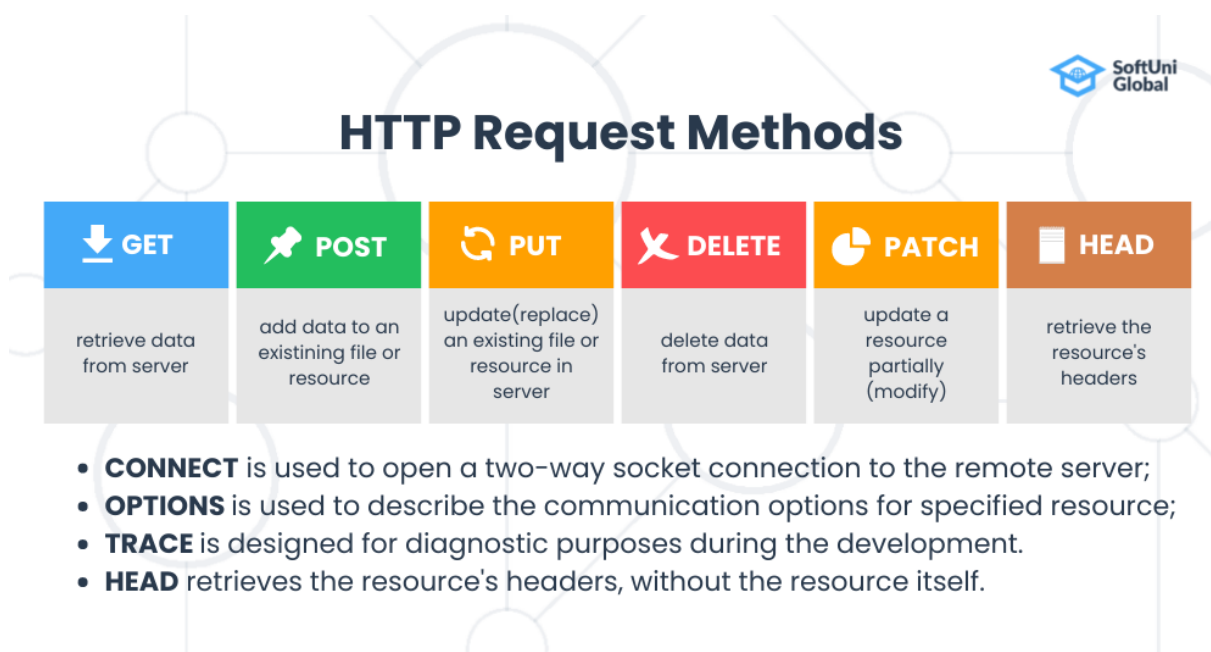 SoftUni
Global
HTTP Request Methods
GET
POST
PUT
DELETE
PATCH
HEAD
retrieve data
from server
add data to an
existining file or
resource
update(replace)
an existing file or
resource in
server
delete data
from server
update a
resource
partially
(modify)
retrieve the
resource's
headers
• CONNECT is used to open a two-way socket connection to the remote server;
• OPTIONS is used to describe the communication options for specified resource;
• TRACE is designed for diagnostic purposes during the development.
• HEAD retrieves the resource's headers, without the resource itself.